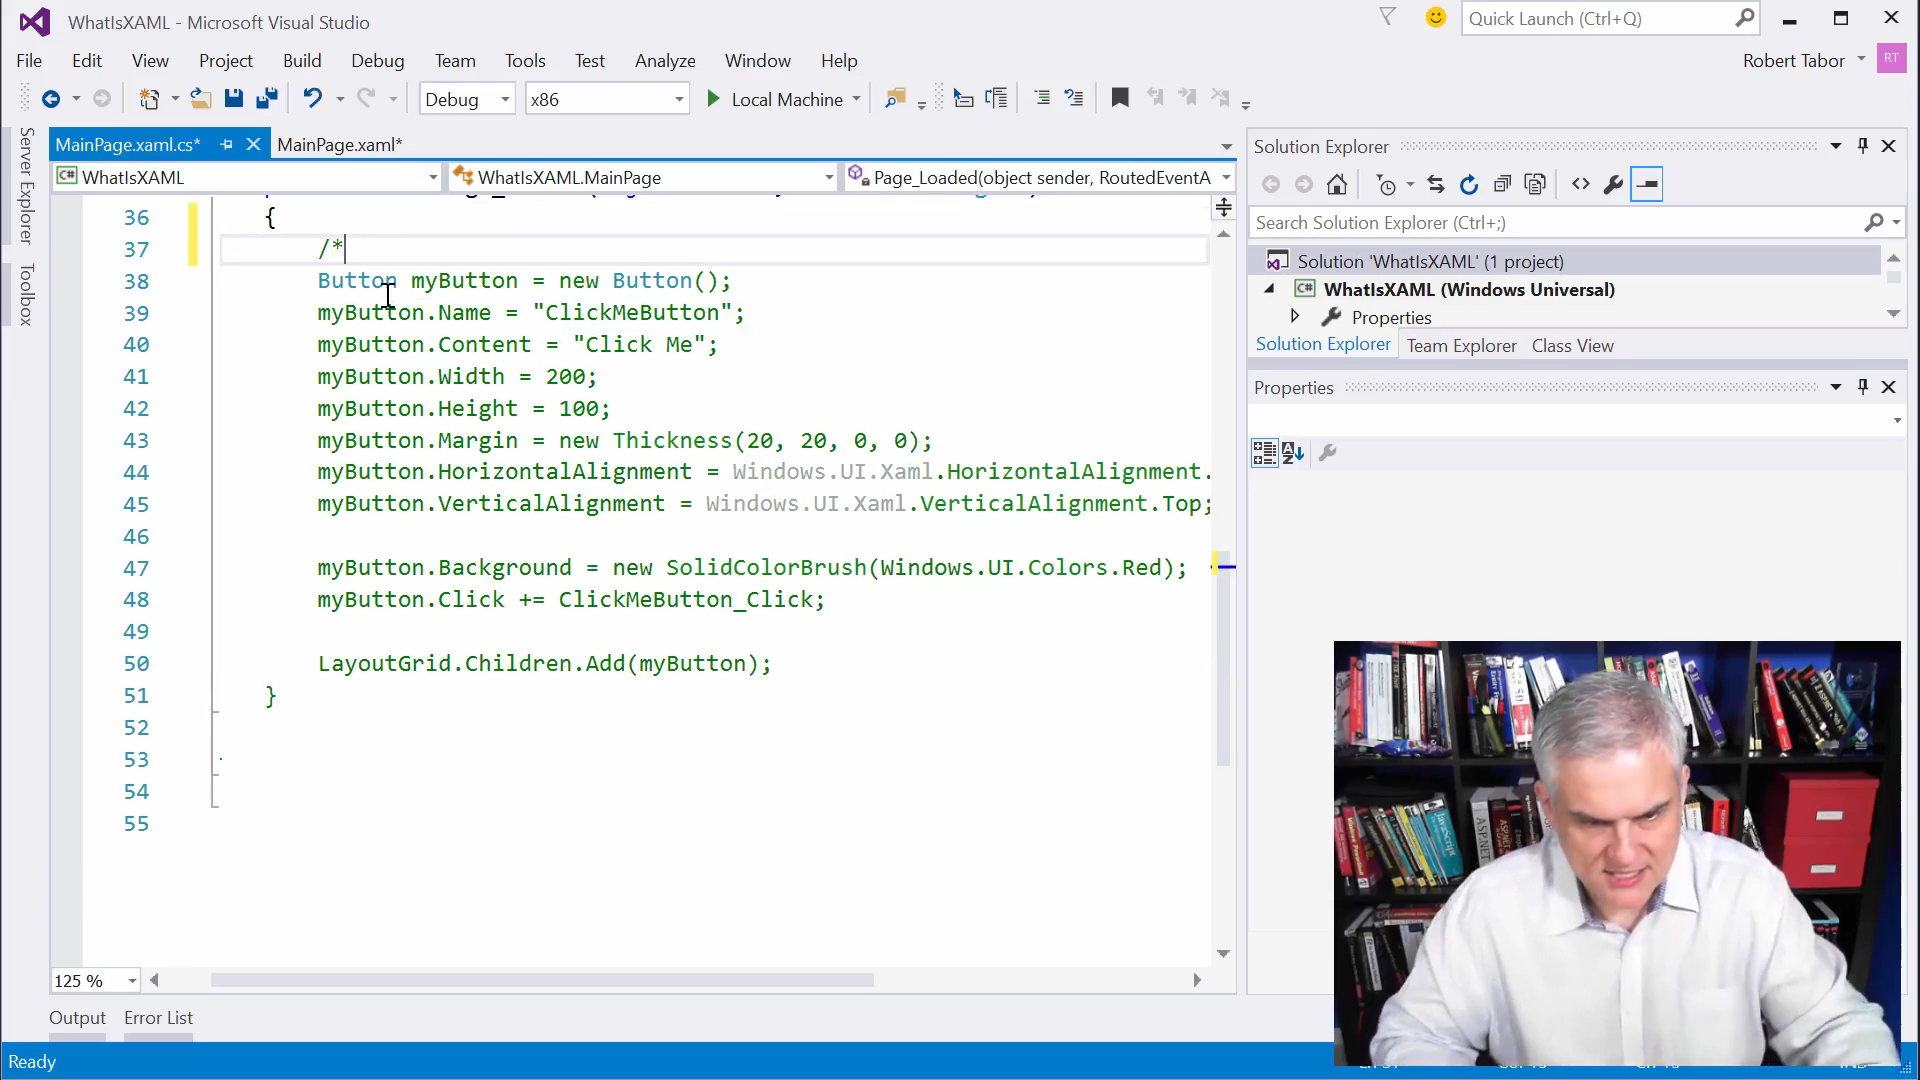 WhatIsXAML - Microsoft Visual Studio
Quick Launch (Ctrl+Q)
File Edit View Project Build Debug Team Tools Test Analyze Window Help
Robert Tabor RT
Debug x86 Local Machine
Server Explorer
Toolbox
MainPage.xaml.cs* MainPage.xaml*
C# WhatIsXAML WhatIsXAML.MainPage Page_Loaded(object sender, RoutedEventA
36 {
37 /*
38 Button myButton = new Button();
39 myButton.Name = "ClickMeButton";
40 myButton.Content = "Click Me";
41 myButton.Width = 200;
42 myButton.Height = 100;
43 myButton.Margin = new Thickness(20, 20, 0, 0);
44 myButton.HorizontalAlignment = Windows.UI.Xaml.HorizontalAlignment.
45 myButton.VerticalAlignment = Windows.UI.Xaml.VerticalAlignment.Top;
46
47 myButton.Background = new SolidColorBrush(Windows.UI.Colors.Red);
48 myButton.Click += ClickMeButton_Click;
49
50 LayoutGrid.Children.Add(myButton);
51 }
52
53
54
55
125 %
Output Error List
Ready
Solution Explorer
Search Solution Explorer (Ctrl+;)
Solution 'WhatIsXAML' (1 project)
C# WhatIsXAML (Windows Universal)
Properties
Solution Explorer Team Explorer Class View
Properties